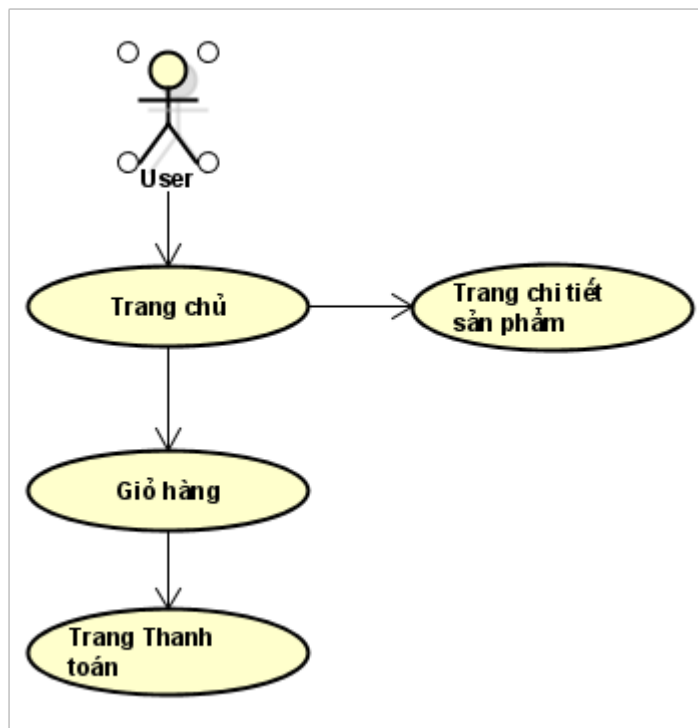 User
Trang chủ
Trang chi tiết
sản phẩm
Giỏ hàng
Trang Thanh
toán